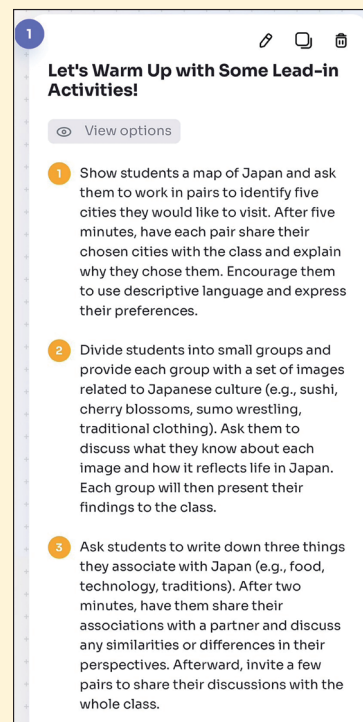 1
Let's Warm Up with Some Lead-in
Activities!
View options
1 Show students a map of Japan and ask
them to work in pairs to identify five
cities they would like to visit. After five
minutes, have each pair share their
chosen cities with the class and explain
why they chose them. Encourage them
to use descriptive language and express
their preferences.
2 Divide students into small groups and
provide each group with a set of images
related to Japanese culture (e.g., sushi,
cherry blossoms, sumo wrestling,
traditional clothing). Ask them to
discuss what they know about each
image and how it reflects life in Japan.
Each group will then present their
findings to the class.
3 Ask students to write down three things
they associate with Japan (e.g., food,
technology, traditions). After two
minutes, have them share their
associations with a partner and discuss
any similarities or differences in their
perspectives. Afterward, invite a few
pairs to share their discussions with the
whole class.